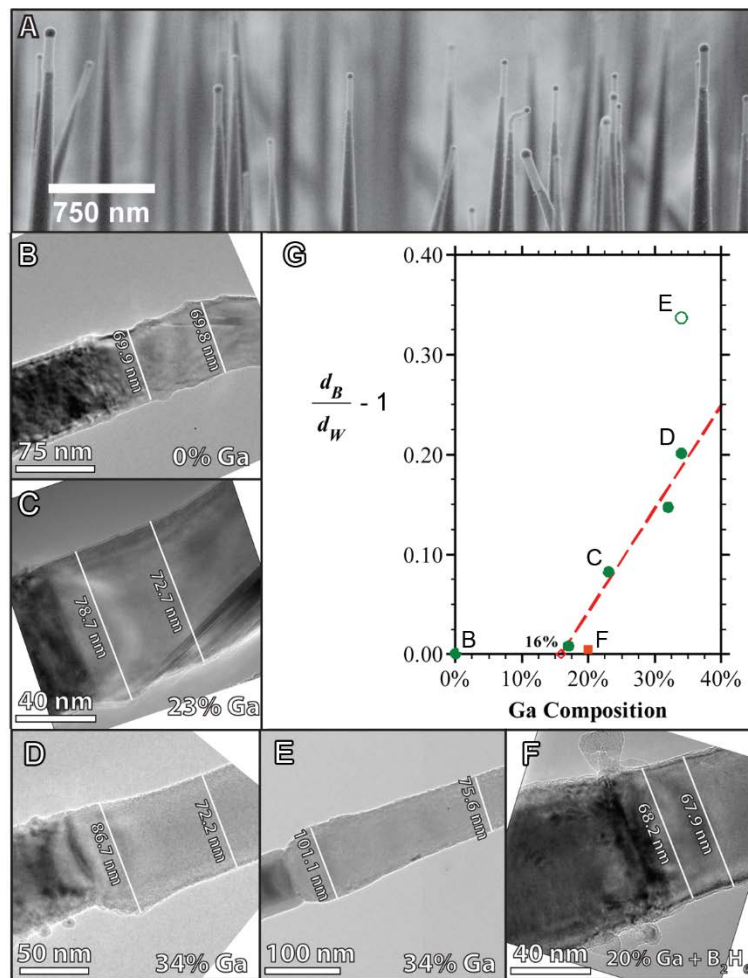 A
750 nm
B
69.9 nm
69.8 nm
75 nm
0% Ga
C
78.7 nm
72.7 nm
40 nm
23% Ga
G
0.40
0.30
0.20
0.10
0.00
d_B
d_W
- 1
E
D
C
B
16%
F
0%
10%
20%
30%
40%
Ga Composition
D
86.7 nm
72.2 nm
50 nm
34% Ga
E
101.1 nm
75.6 nm
100 nm
34% Ga
F
68.2 nm
67.9 nm
40 nm
20% Ga + B₂H